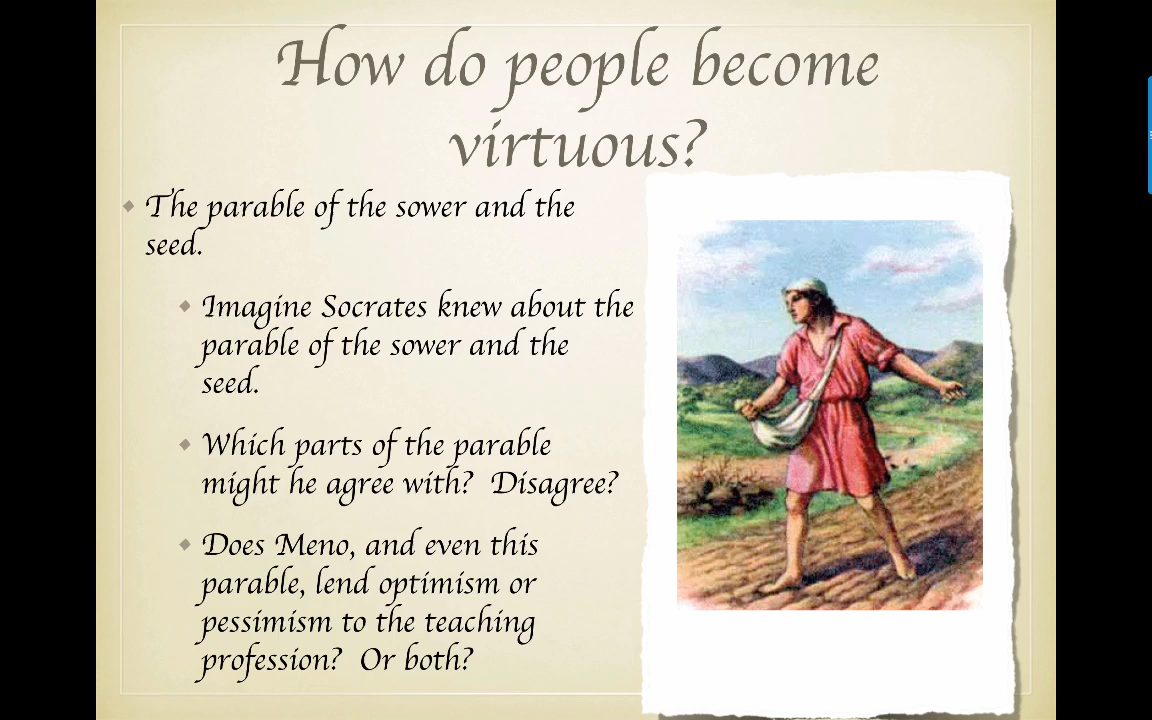 How do people become
virtuous?
The parable of the sower and the
seed.
Imagine Socrates knew about the
parable of the sower and the
seed.
Which parts of the parable
might he agree with? Disagree?
Does Meno, and even this
parable, lend optimism or
pessimism to the teaching
profession? Or both?